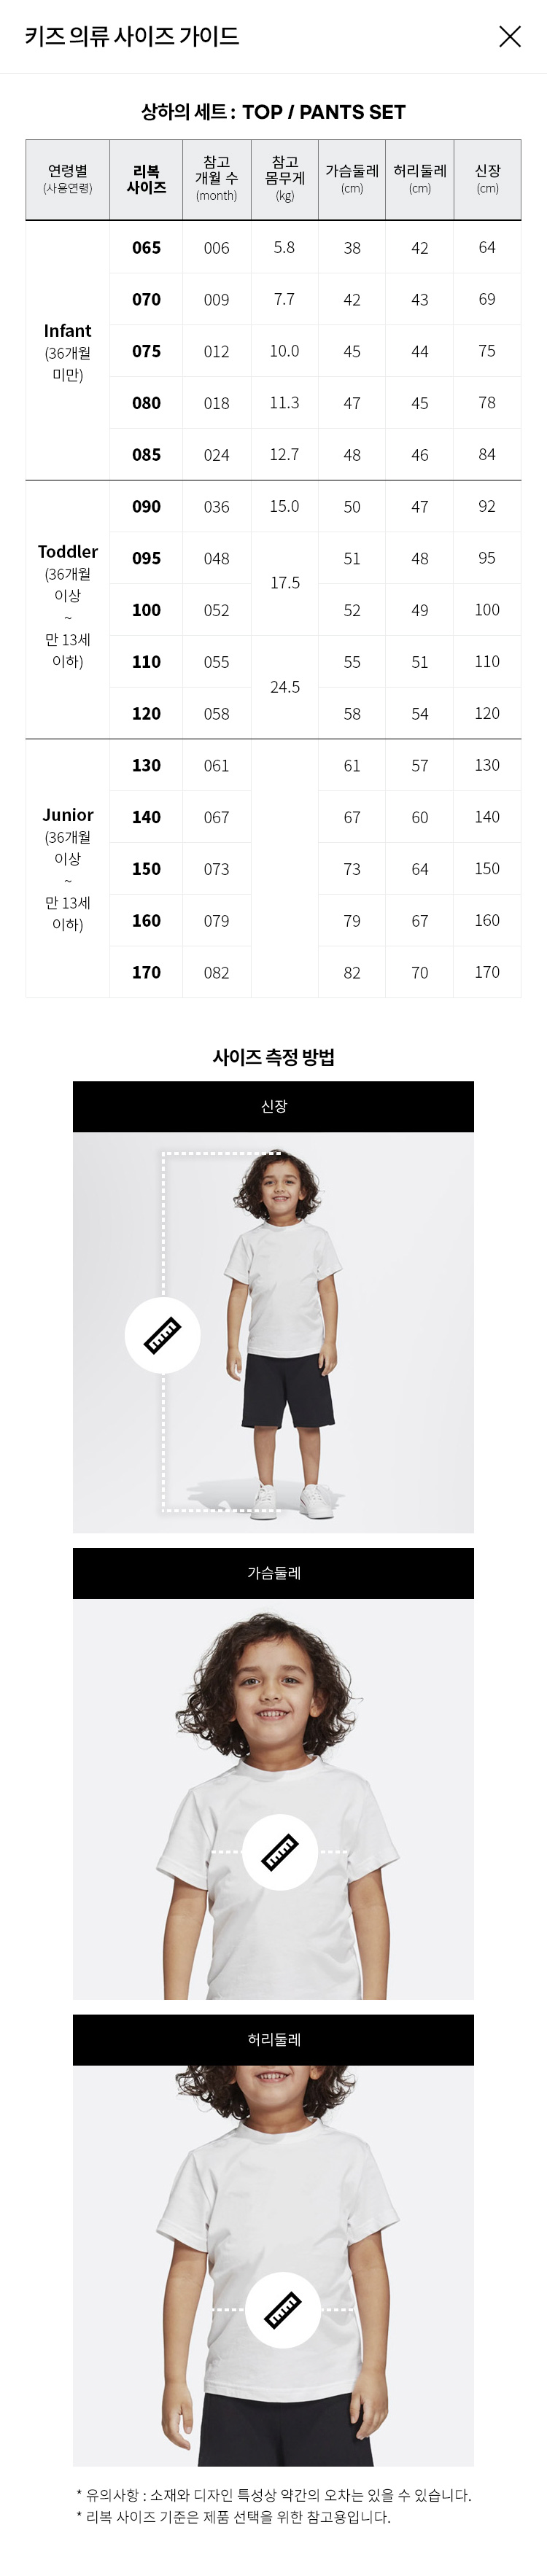 키즈 의류 사이즈 가이드
상하의 세트 : TOP / PANTS SET
연령별 (사용연령) 리복 사이즈 참고 개월 수 (month) 참고 몸무게 (kg) 가슴둘레 (cm) 허리둘레 (cm) 신장 (cm)
Infant
(36개월
미만)
065 006 5.8 38 42 64
070 009 7.7 42 43 69
075 012 10.0 45 44 75
080 018 11.3 47 45 78
085 024 12.7 48 46 84
Toddler
(36개월
이상
~
만 13세
이하)
090 036 15.0 50 47 92
095 048 17.5 51 48 95
100 052 52 49 100
110 055 24.5 55 51 110
120 058 58 54 120
Junior
(36개월
이상
~
만 13세
이하)
130 061 61 57 130
140 067 67 60 140
150 073 73 64 150
160 079 79 67 160
170 082 82 70 170
사이즈 측정 방법
신장
가슴둘레
허리둘레
* 유의사항 : 소재와 디자인 특성상 약간의 오차는 있을 수 있습니다.
* 리복 사이즈 기준은 제품 선택을 위한 참고용입니다.